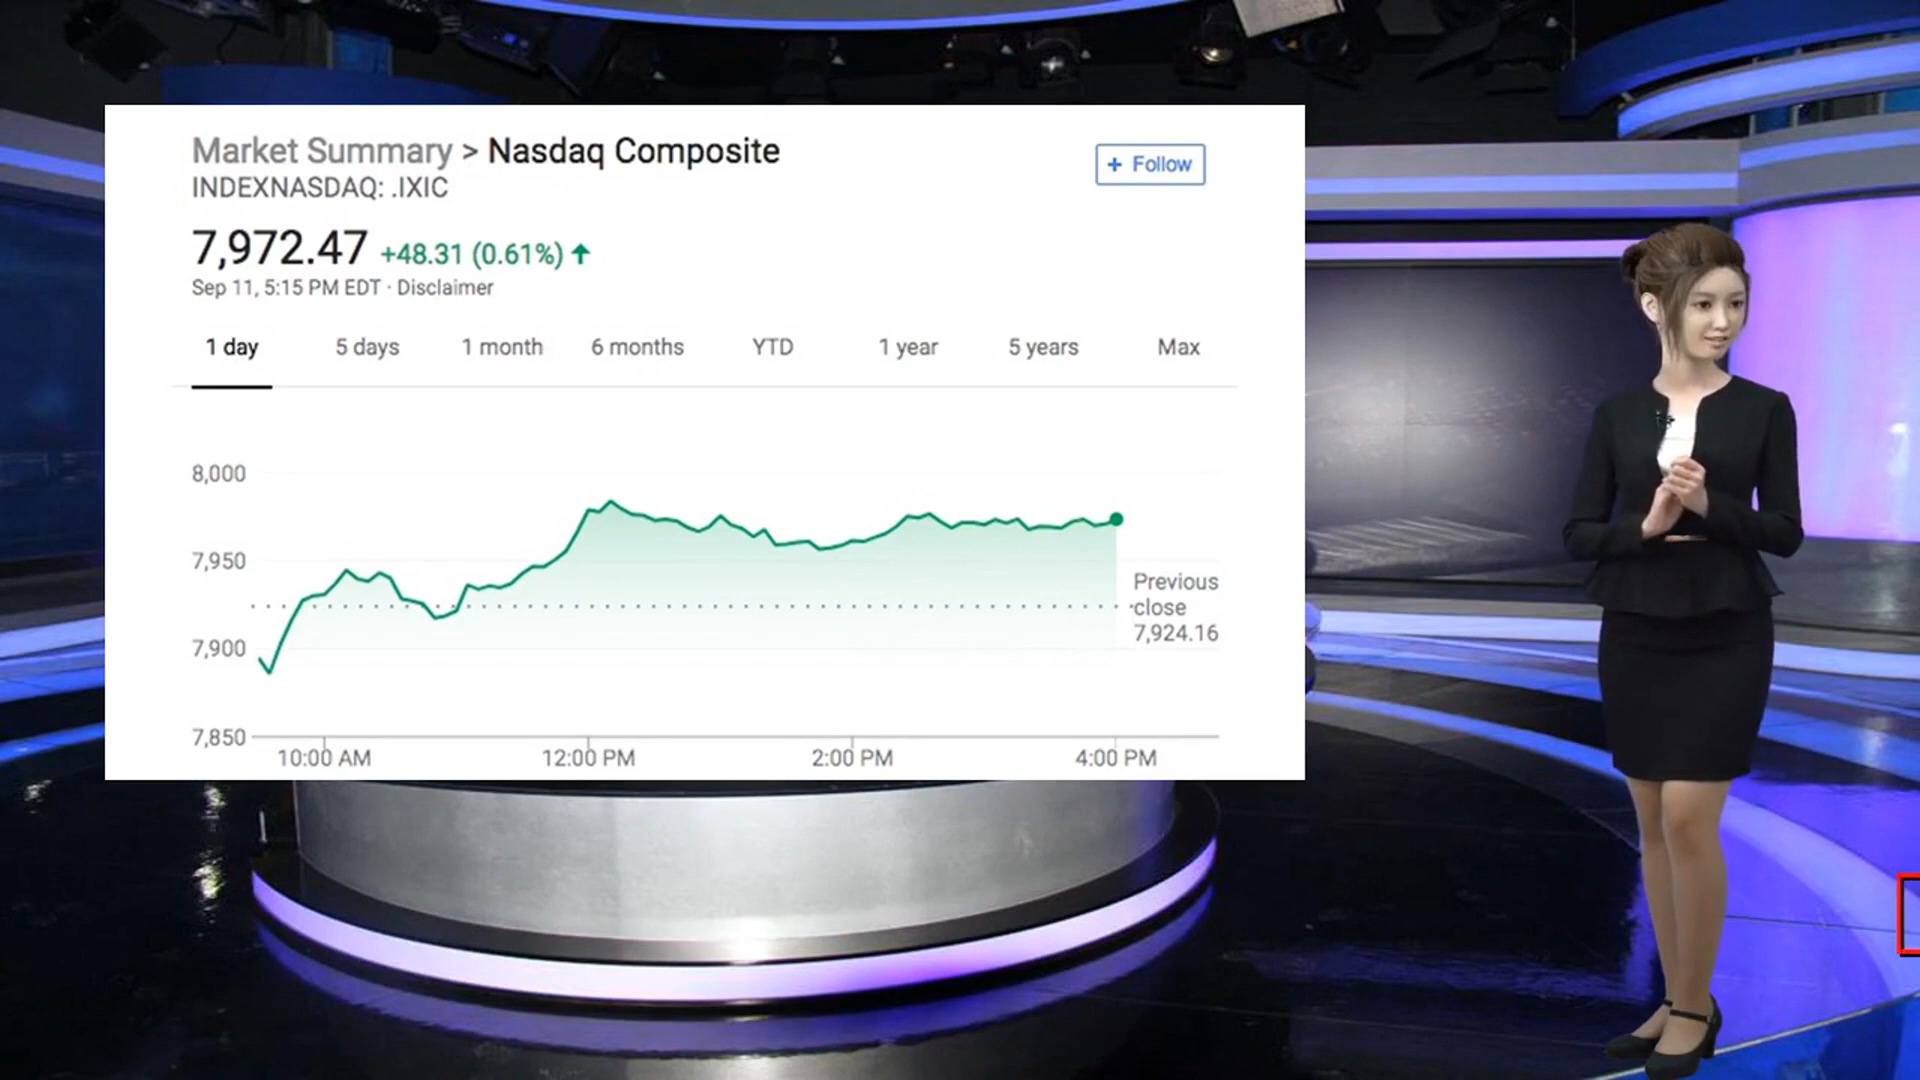 Market Summary > Nasdaq Composite
+ Follow
INDEXNASDAQ: .IXIC
7,972.47 +48.31 (0.61%) ↑
Sep 11, 5:15 PM EDT · Disclaimer
1 day 5 days 1 month 6 months YTD 1 year 5 years Max
8,000
7,950
7,900
7,850
Previous
close
7,924.16
10:00 AM 12:00 PM 2:00 PM 4:00 PM